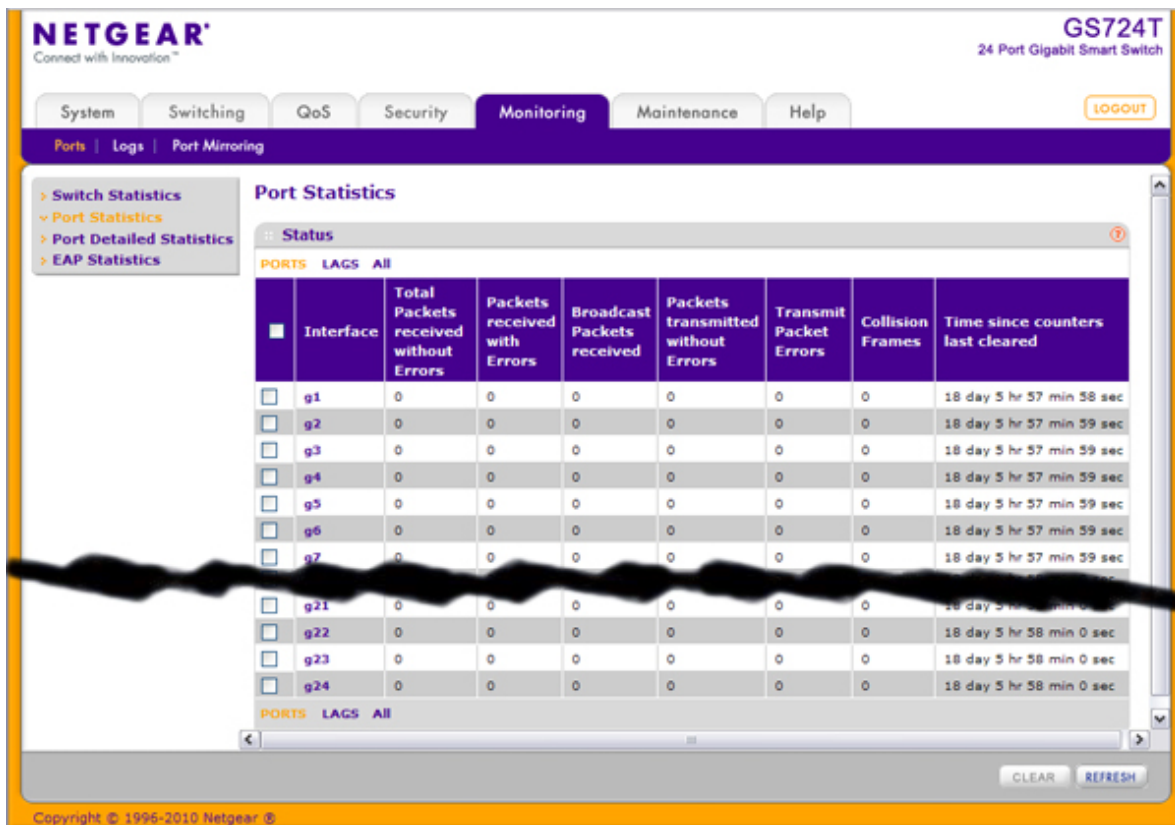 NETGEAR®
Connect with Innovation™
GS724T
24 Port Gigabit Smart Switch
System Switching QoS Security Monitoring Maintenance Help LOGOUT
Ports | Logs | Port Mirroring
Switch Statistics
Port Statistics
Port Detailed Statistics
EAP Statistics
Port Statistics
Status
PORTS LAGS All
Interface Total Packets received without Errors Packets received with Errors Broadcast Packets received Packets transmitted without Errors Transmit Packet Errors Collision Frames Time since counters last cleared
g1 0 0 0 0 0 0 18 day 5 hr 57 min 58 sec
g2 0 0 0 0 0 0 18 day 5 hr 57 min 59 sec
g3 0 0 0 0 0 0 18 day 5 hr 57 min 59 sec
g4 0 0 0 0 0 0 18 day 5 hr 57 min 59 sec
g5 0 0 0 0 0 0 18 day 5 hr 57 min 59 sec
g6 0 0 0 0 0 0 18 day 5 hr 57 min 59 sec
g7 0 0 0 0 0 0 18 day 5 hr 57 min 59 sec
g21 0 0 0 0 0 0
g22 0 0 0 0 0 0 18 day 5 hr 58 min 0 sec
g23 0 0 0 0 0 0 18 day 5 hr 58 min 0 sec
g24 0 0 0 0 0 0 18 day 5 hr 58 min 0 sec
PORTS LAGS All
CLEAR REFRESH
Copyright © 1996-2010 Netgear ®